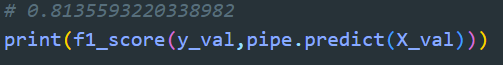 # 0.8135593220338982
print(f1_score(y_val,pipe.predict(X_val)))